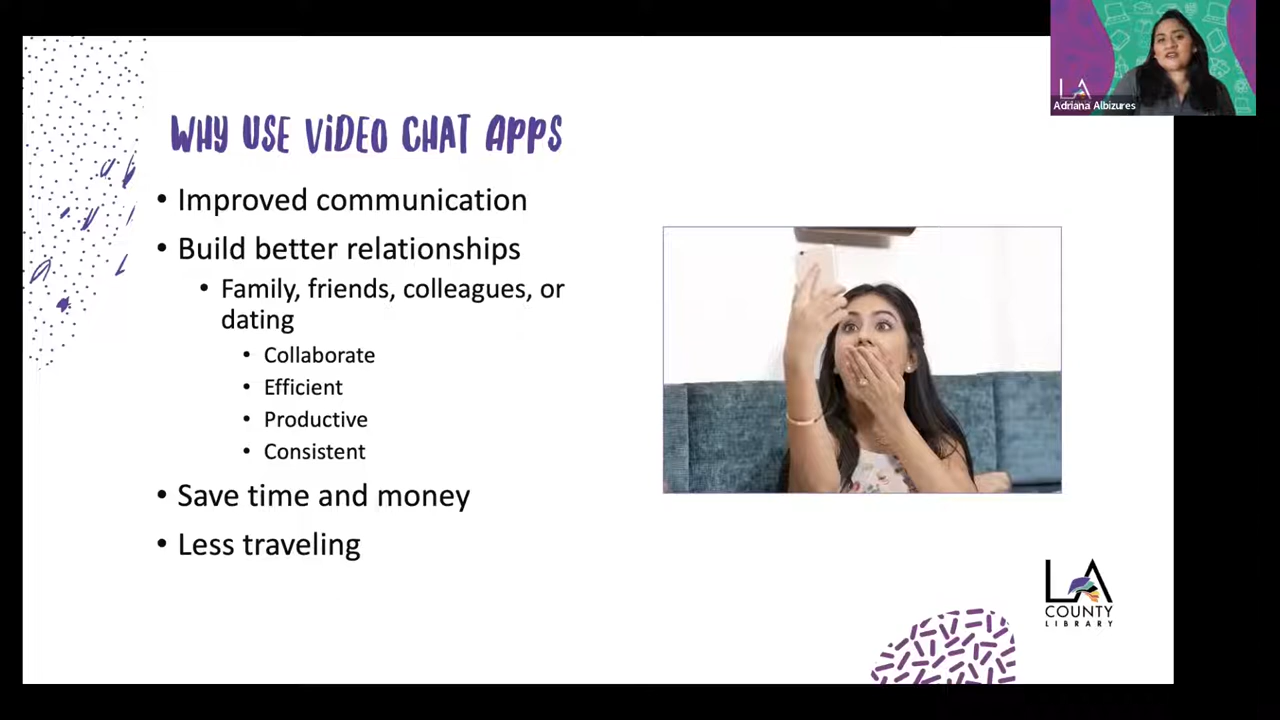 LA
Adriana Albizures
WHY USE ViDEO CHAT APPS
• Improved communication
• Build better relationships
• Family, friends, colleagues, or
dating
• Collaborate
• Efficient
• Productive
• Consistent
• Save time and money
• Less traveling
LA
COUNTY
LIBRARY